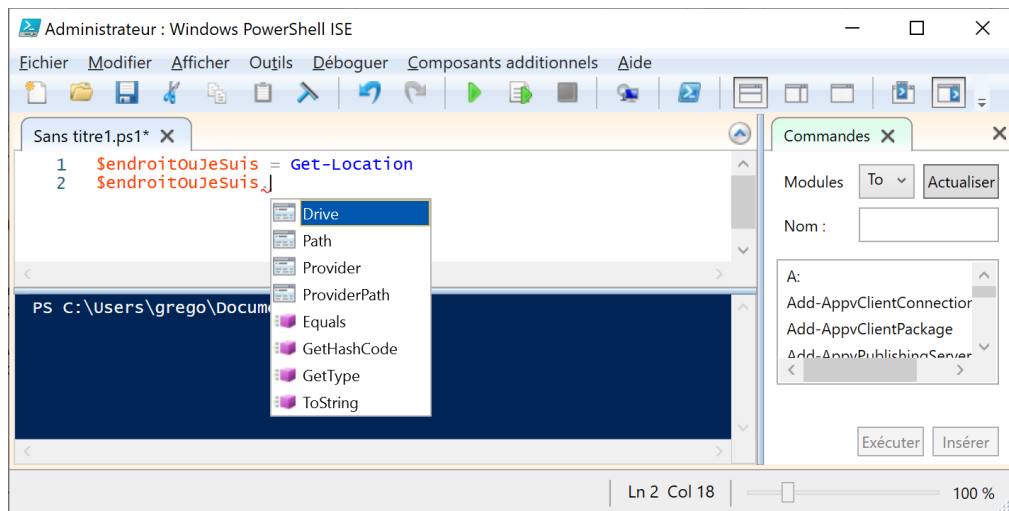 Administrateur : Windows PowerShell ISE
Fichier Modifier Afficher Outils Déboguer Composants additionnels Aide
Sans titre1.ps1*
1 $endroitOuJeSuis = Get-Location
2 $endroitOuJeSuis.
Drive
Path
Provider
ProviderPath
Equals
GetHashCode
GetType
ToString
PS C:\Users\grego\Docum
Commandes
Modules To Actualiser
Nom :
A:
Add-AppvClientConnection
Add-AppvClientPackage
Add-AppvPublishingServer
Exécuter Insérer
Ln 2 Col 18 100 %